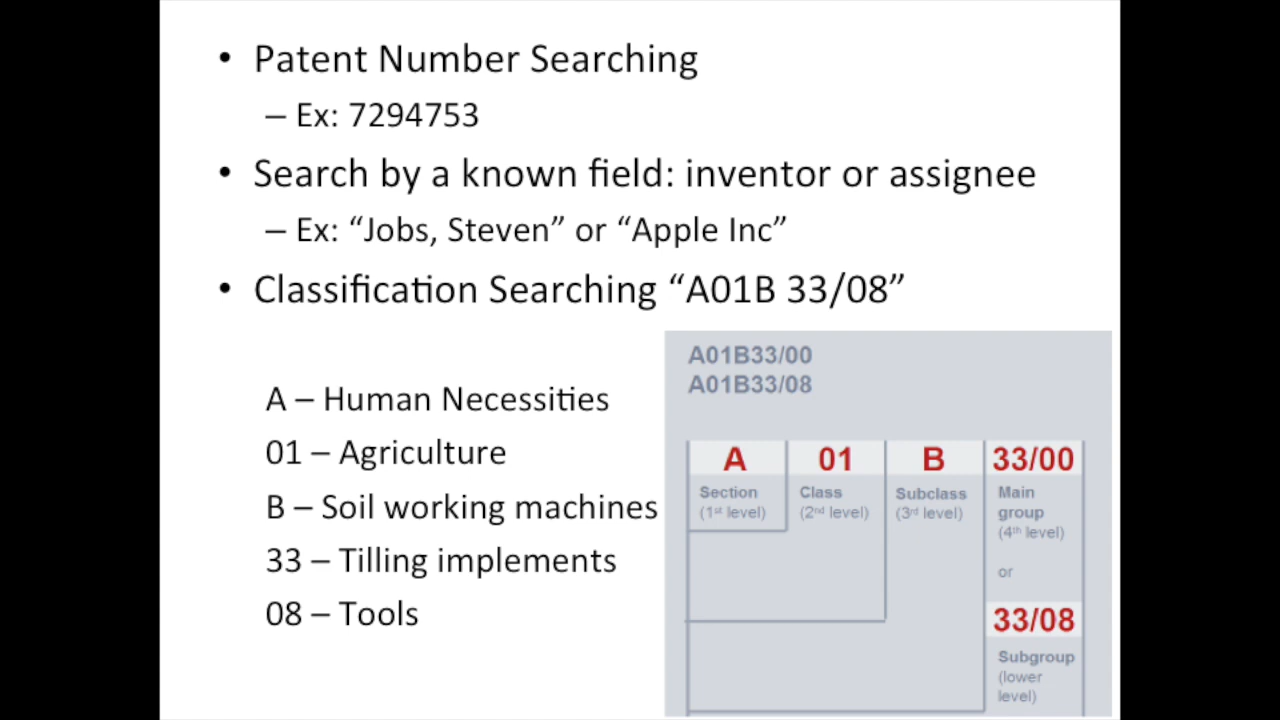 • Patent Number Searching
– Ex: 7294753
• Search by a known field: inventor or assignee
– Ex: “Jobs, Steven” or “Apple Inc”
• Classification Searching “A01B 33/08”
A – Human Necessities
01 – Agriculture
B – Soil working machines
33 – Tilling implements
08 – Tools
A01B33/00
A01B33/08
A 01 B 33/00
Section Class Subclass Main
(1st level) (2nd level) (3rd level) group
(4th level)
or
33/08
Subgroup
(lower
level)